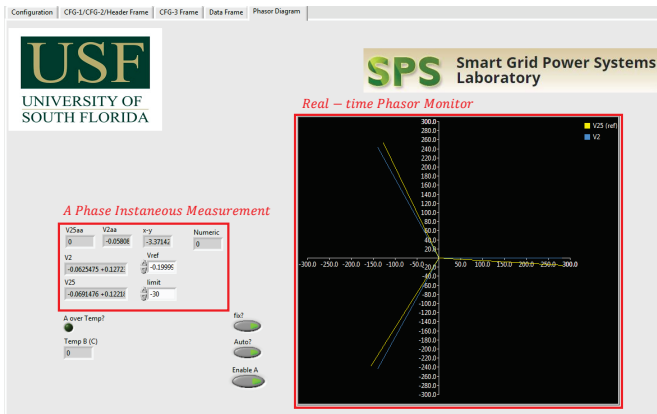 Configuration CFG-1/CFG-2/Header Frame CFG-3 Frame Data Frame Phasor Diagram
USF
UNIVERSITY OF
SOUTH FLORIDA
SPS Smart Grid Power Systems
Laboratory
Real – time Phasor Monitor
300.0
280.0
260.0
240.0
220.0
200.0
180.0
160.0
140.0
120.0
100.0
80.0
60.0
40.0
20.0
-300.0 -250.0 -200.0 -150.0 -100.0 -50.0 50.0 100.0 150.0 200.0 250.0 300.0
-20.0
-40.0
-60.0
-80.0
-100.0
-120.0
-140.0
-160.0
-180.0
-200.0
-220.0
-240.0
-260.0
-280.0
-300.0
V25 (ref)
V2
A Phase Instaneous Measurement
V25aa V2aa x-y Numeric
0 -0.05808 -3.37142 0
V2 Vref
-0.0625475 +0.1272 -0.19999
V25 limit
-0.0691476 +0.12210 -30
A over Temp?
Temp B (C)
0
fix?
Auto?
Enable A